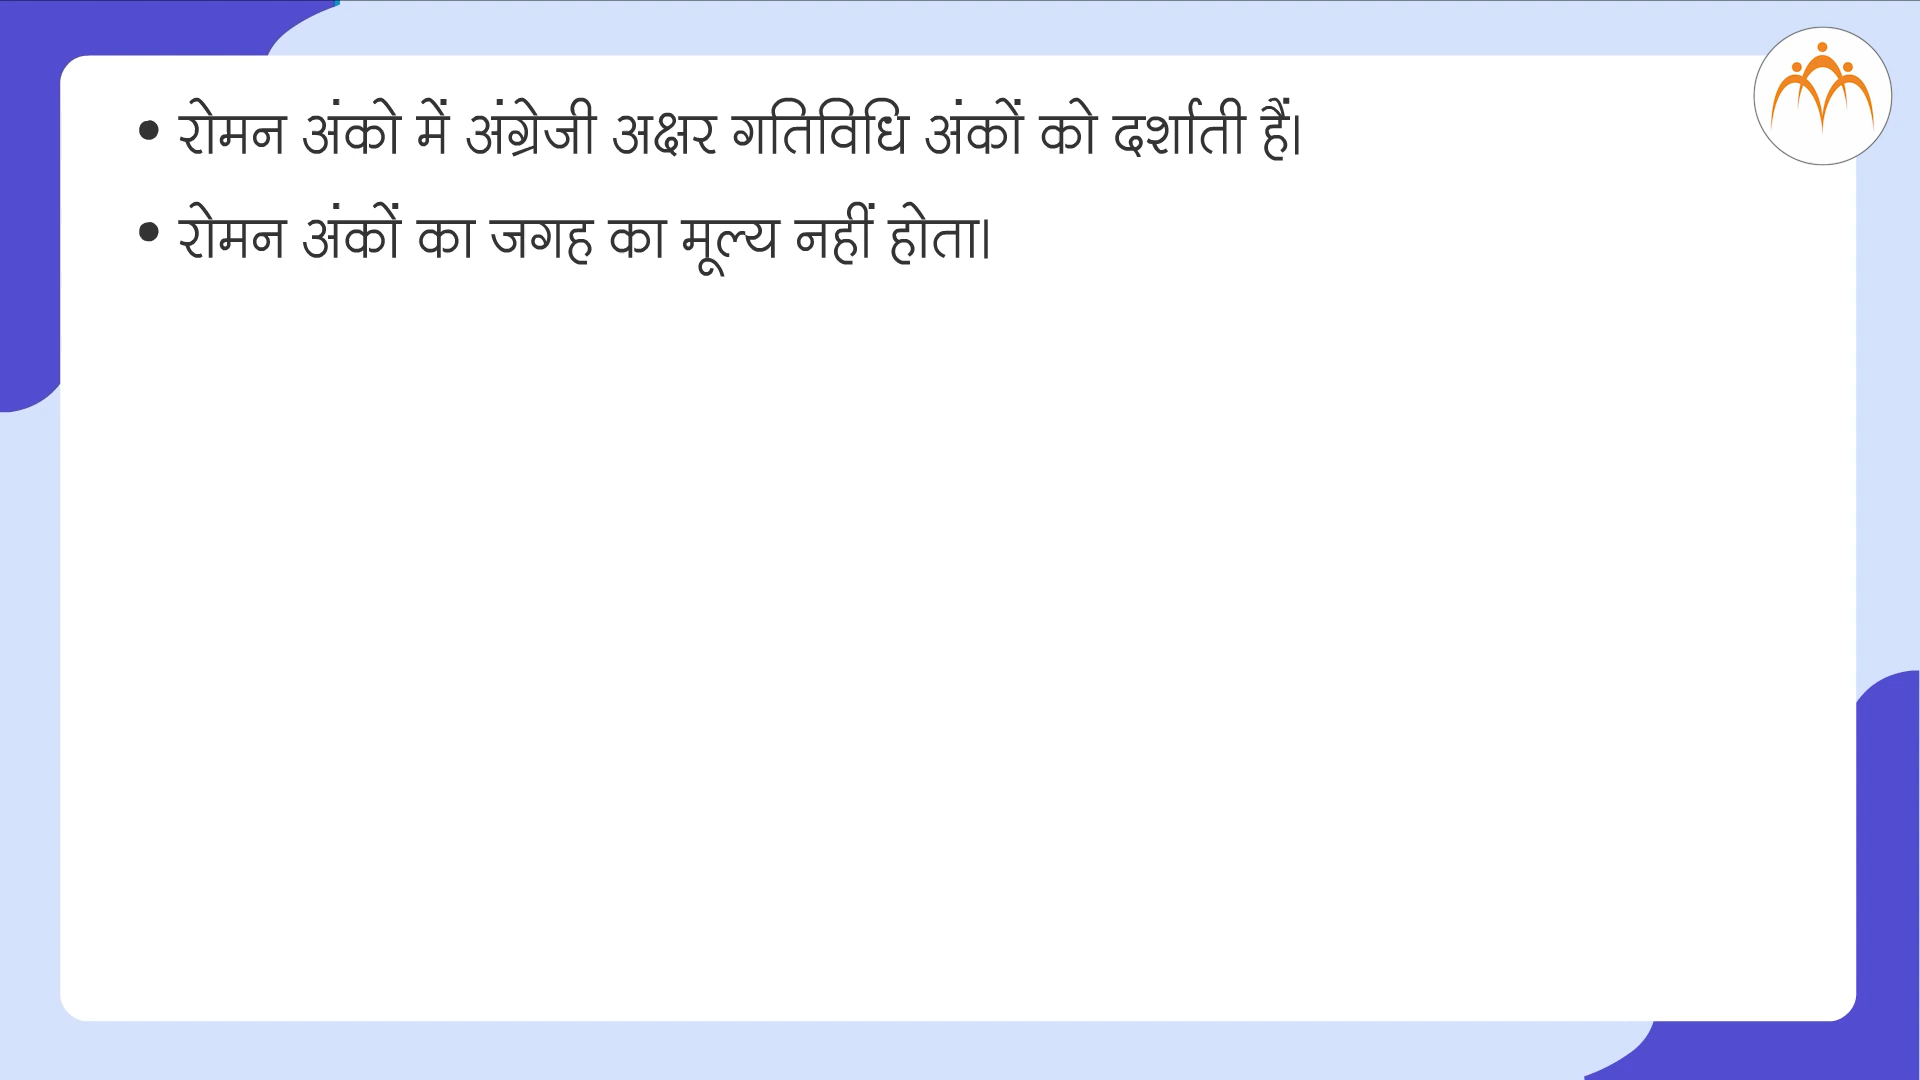 • रोमन अंको में अंग्रेजी अक्षर गतिविधि अंकों को दर्शाती हैं।
• रोमन अंकों का जगह का मूल्य नहीं होता।